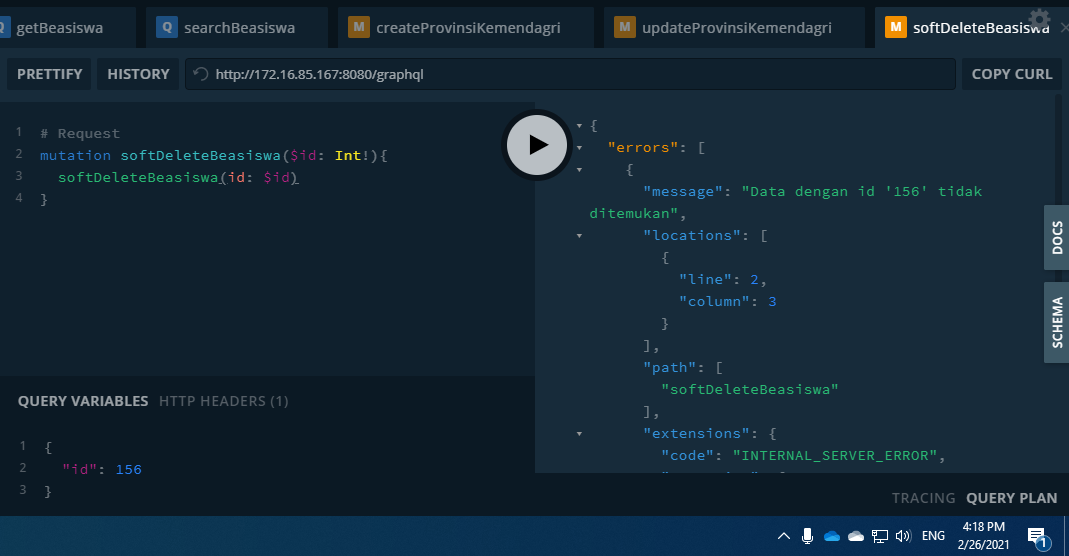 Q getBeasiswa
Q searchBeasiswa
M createProvinsiKemendagri
M updateProvinsiKemendagri
M softDeleteBeasiswa
PRETTIFY
HISTORY
http://172.16.85.167:8080/graphql
COPY CURL
1 # Request
2 mutation softDeleteBeasiswa($id: Int!){
3 softDeleteBeasiswa(id: $id)
4 }
{
"errors": [
{
"message": "Data dengan id '156' tidak
ditemukan",
"locations": [
{
"line": 2,
"column": 3
}
],
"path": [
"softDeleteBeasiswa"
],
"extensions": {
"code": "INTERNAL_SERVER_ERROR",
DOCS
SCHEMA
QUERY VARIABLES
HTTP HEADERS (1)
1 {
2 "id": 156
3 }
TRACING
QUERY PLAN
ENG
4:18 PM
2/26/2021
1